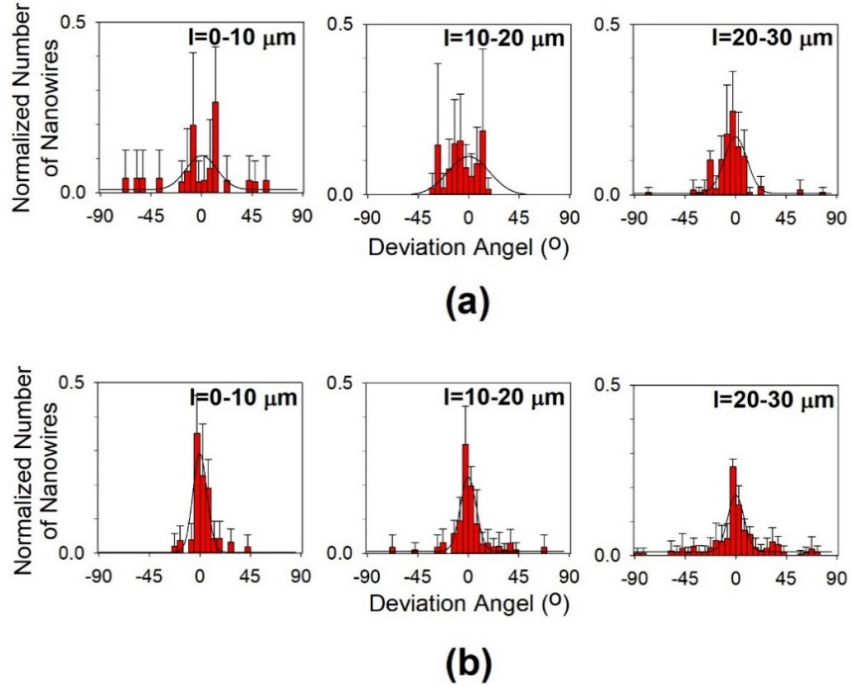 Normalized Number
of Nanowires
0.5
0.0
l=0-10 μm
-90 -45 0 45 90
0.5
0.0
l=10-20 μm
-90 -45 0 45 90
0.5
0.0
l=20-30 μm
-90 -45 0 45 90
Deviation Angel (O)
(a)
Normalized Number
of Nanowires
0.5
0.0
l=0-10 μm
-90 -45 0 45 90
0.5
0.0
l=10-20 μm
-90 -45 0 45 90
0.5
0.0
l=20-30 μm
-90 -45 0 45 90
Deviation Angel (O)
(b)